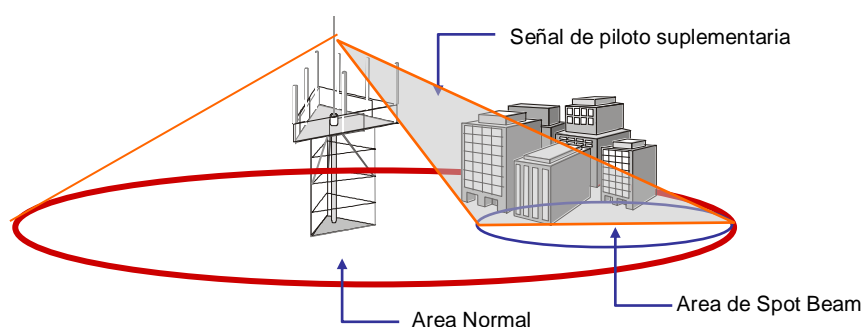 Señal de piloto suplementaria
Area de Spot Beam
Area Normal